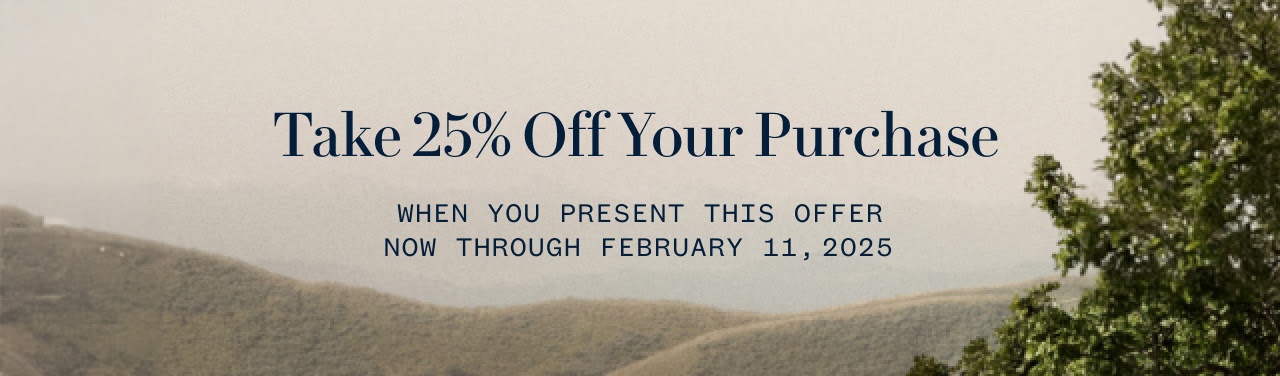 Take 25% Off Your Purchase
WHEN YOU PRESENT THIS OFFER
NOW THROUGH FEBRUARY 11, 2025